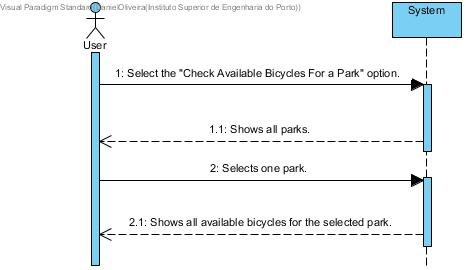 Visual Paradigm Standard(DanielOliveira(Instituto Superior de Engenharia do Porto))
System
User
1: Select the "Check Available Bicycles For a Park" option.
1.1: Shows all parks.
2: Selects one park.
2.1: Shows all available bicycles for the selected park.